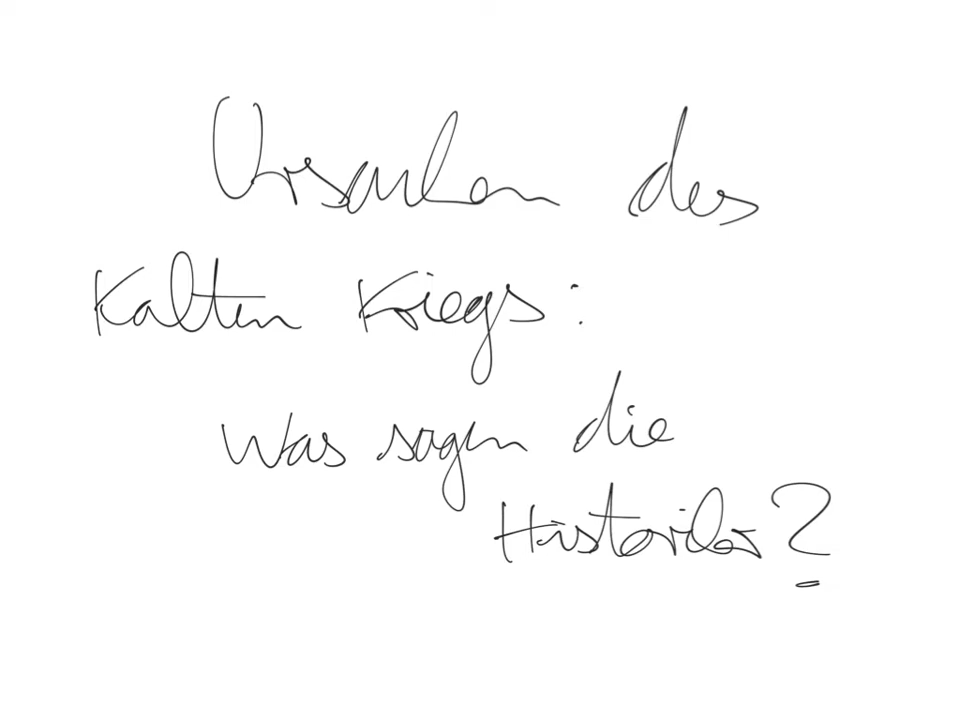 Ursachen des
Kalten Kriegs:
Was sagen die
Historiker?